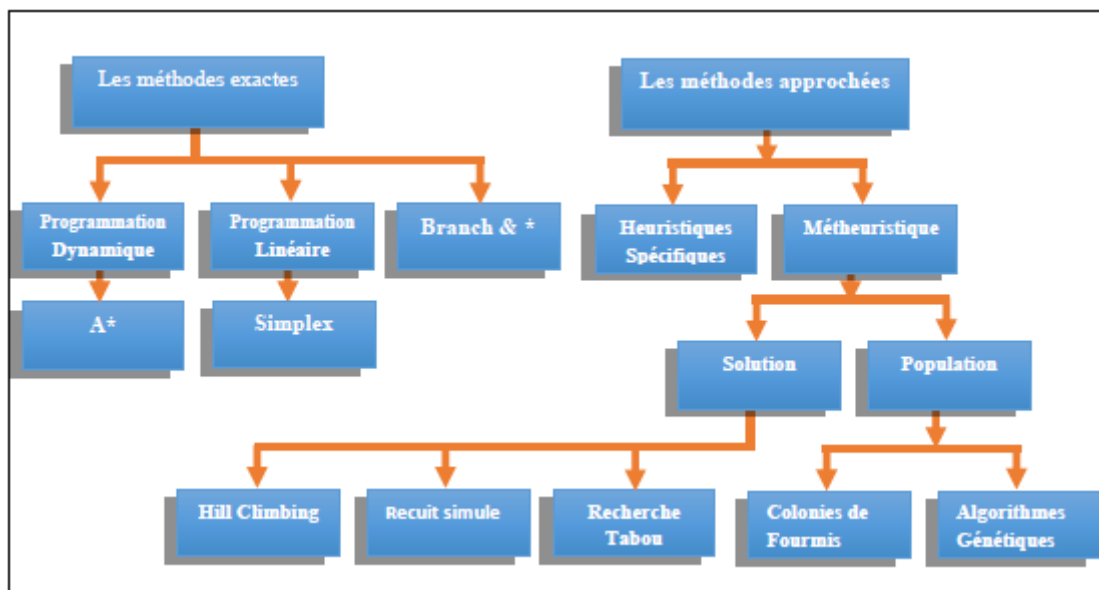 Les méthodes exactes
Les méthodes approchées
Programmation
Dynamique
Programmation
Linéaire
Branch & *
Heuristiques
Spécifiques
Métheuristique
A*
Simplex
Solution
Population
Hill Climbing
Recuit simule
Recherche
Tabou
Colonies de
Fourmis
Algorithmes
Génétiques